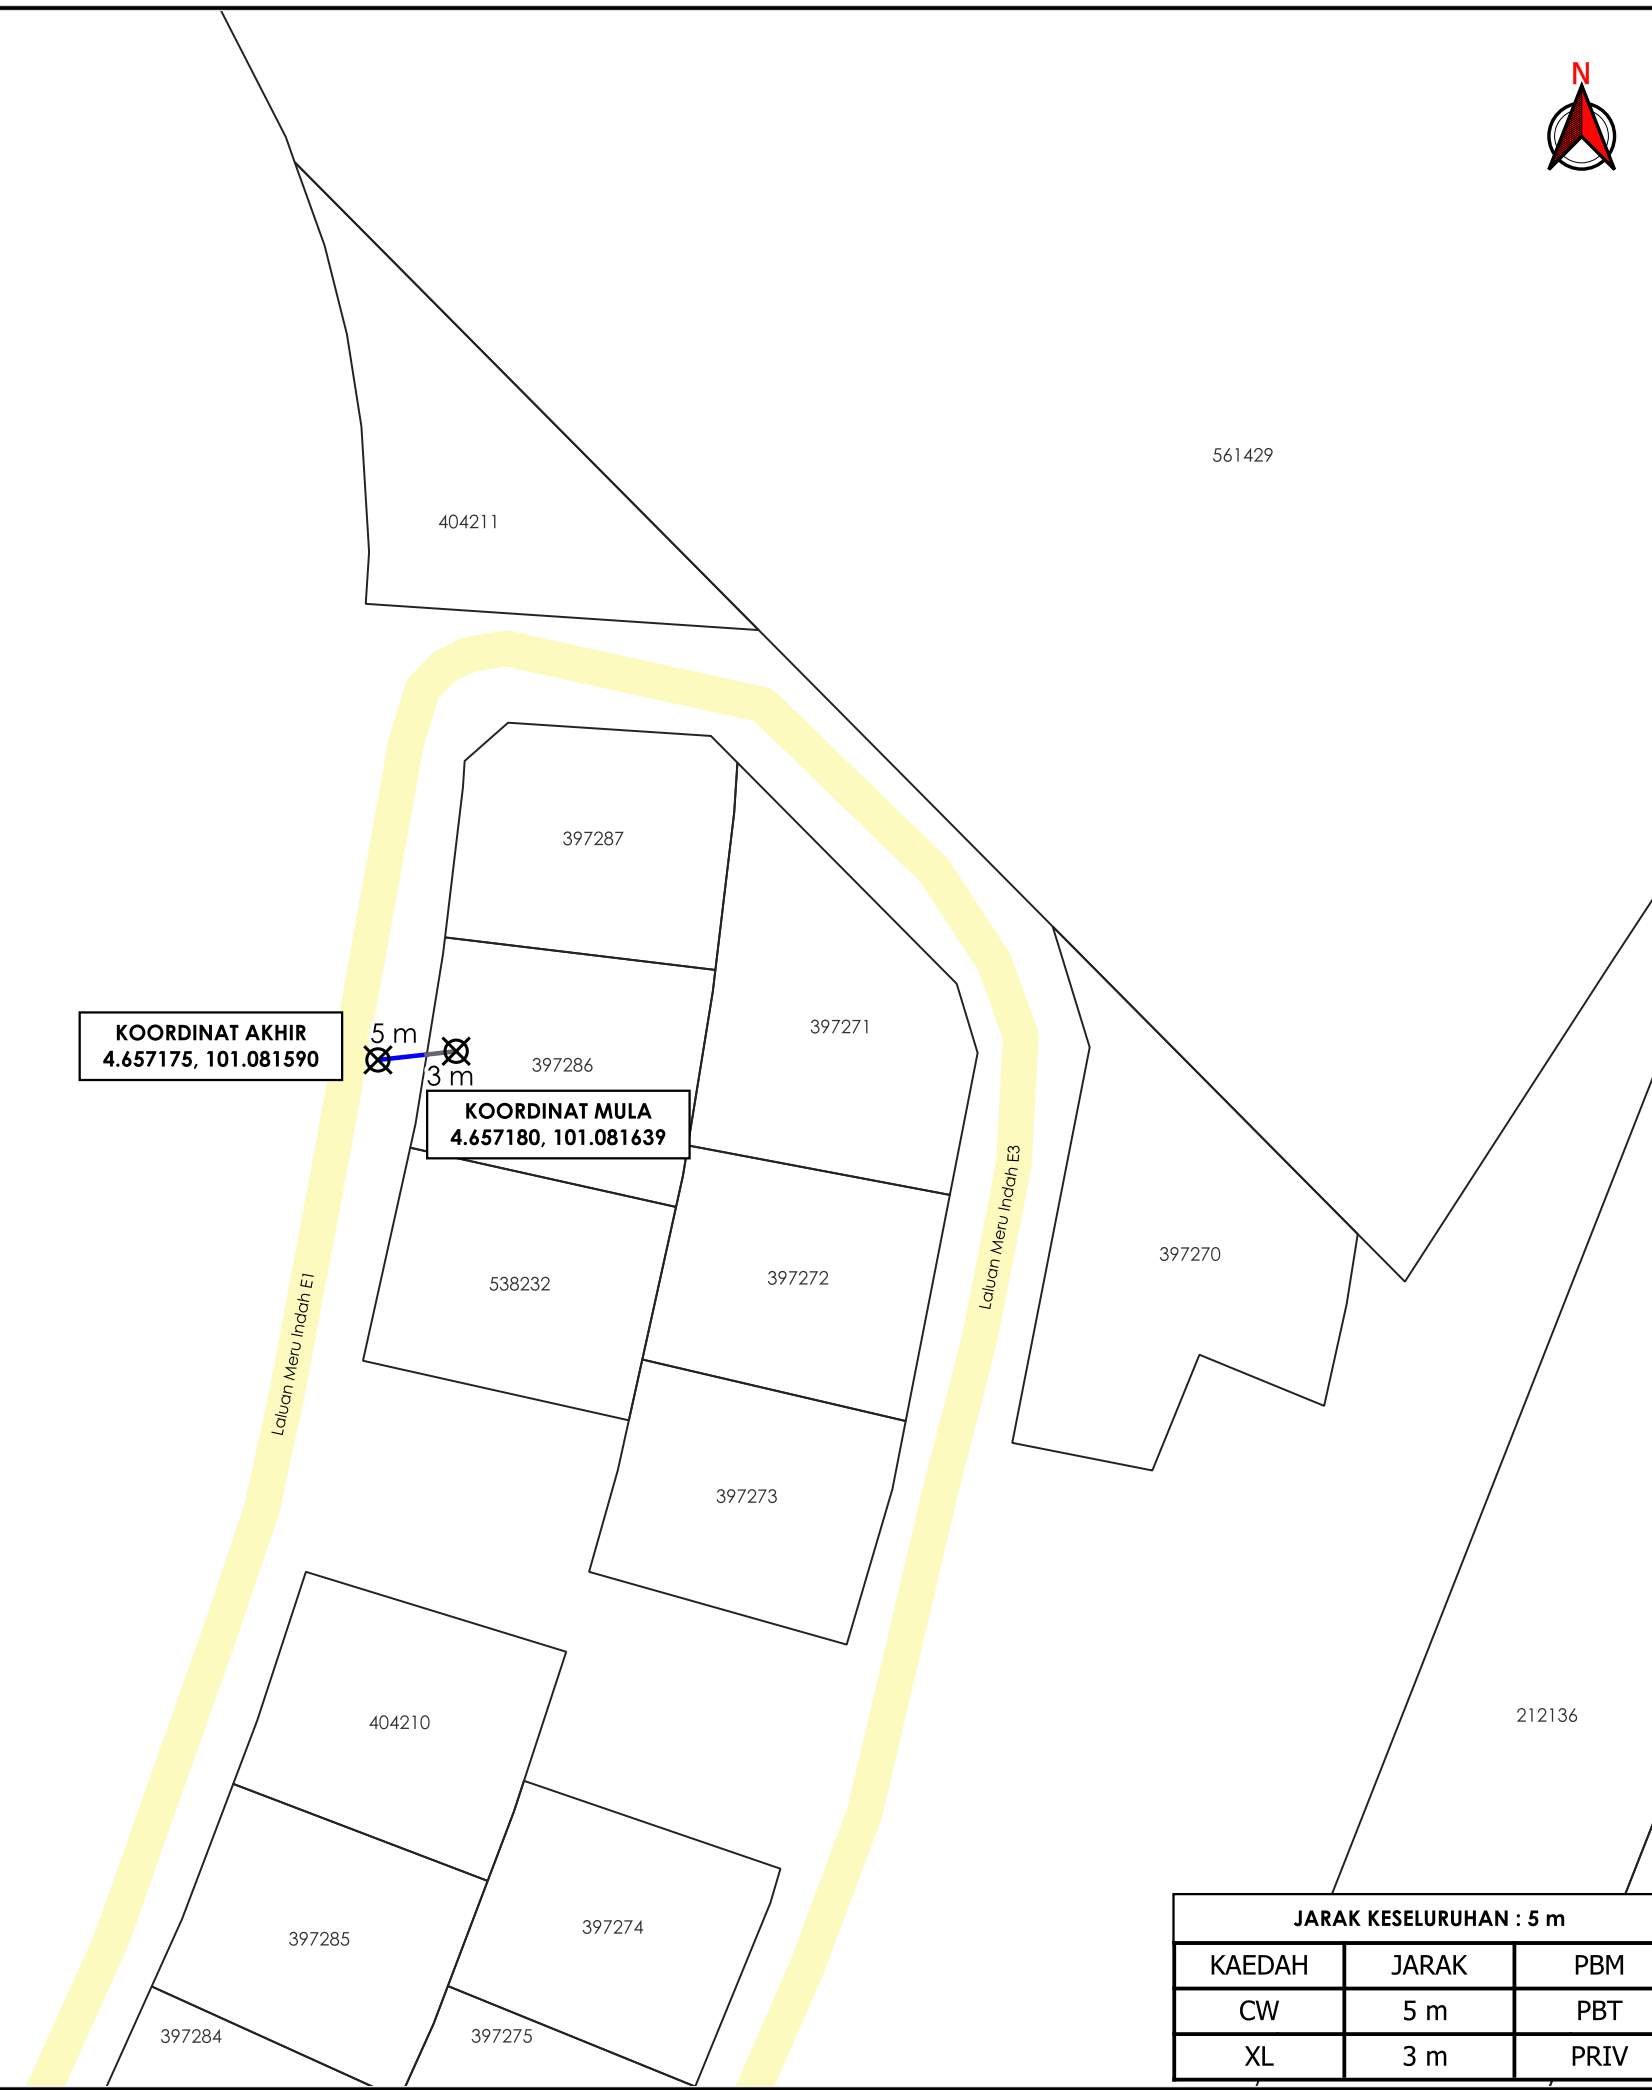 N
561429
404211
397287
397271
KOORDINAT AKHIR
4.657175, 101.081590
5 m
3 m
397286
KOORDINAT MULA
4.657180, 101.081639
Laluan Meru Indah E3
397270
397272
538232
Laluan Meru Indah E1
397273
404210
212136
397274
397285
397284
397275
JARAK KESELURUHAN : 5 m
KAEDAH JARAK PBM
CW 5 m PBT
XL 3 m PRIV